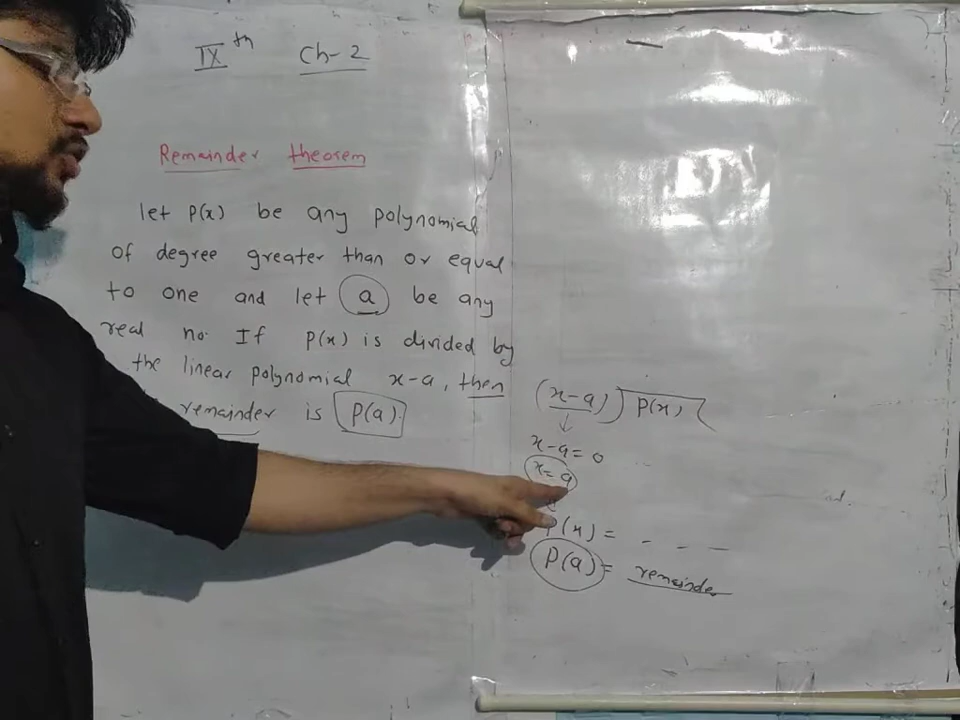 IXth Ch-2
Remainder theorem
let P(x) be any polynomial
of degree greater than or equal
to one and let a be any
real no. If P(x) is divided by
the linear polynomial x-a, then
remainder is P(a).
(x-a) P(x)
x-a=0
x=a
P(x) = - - -
P(a) = remainder